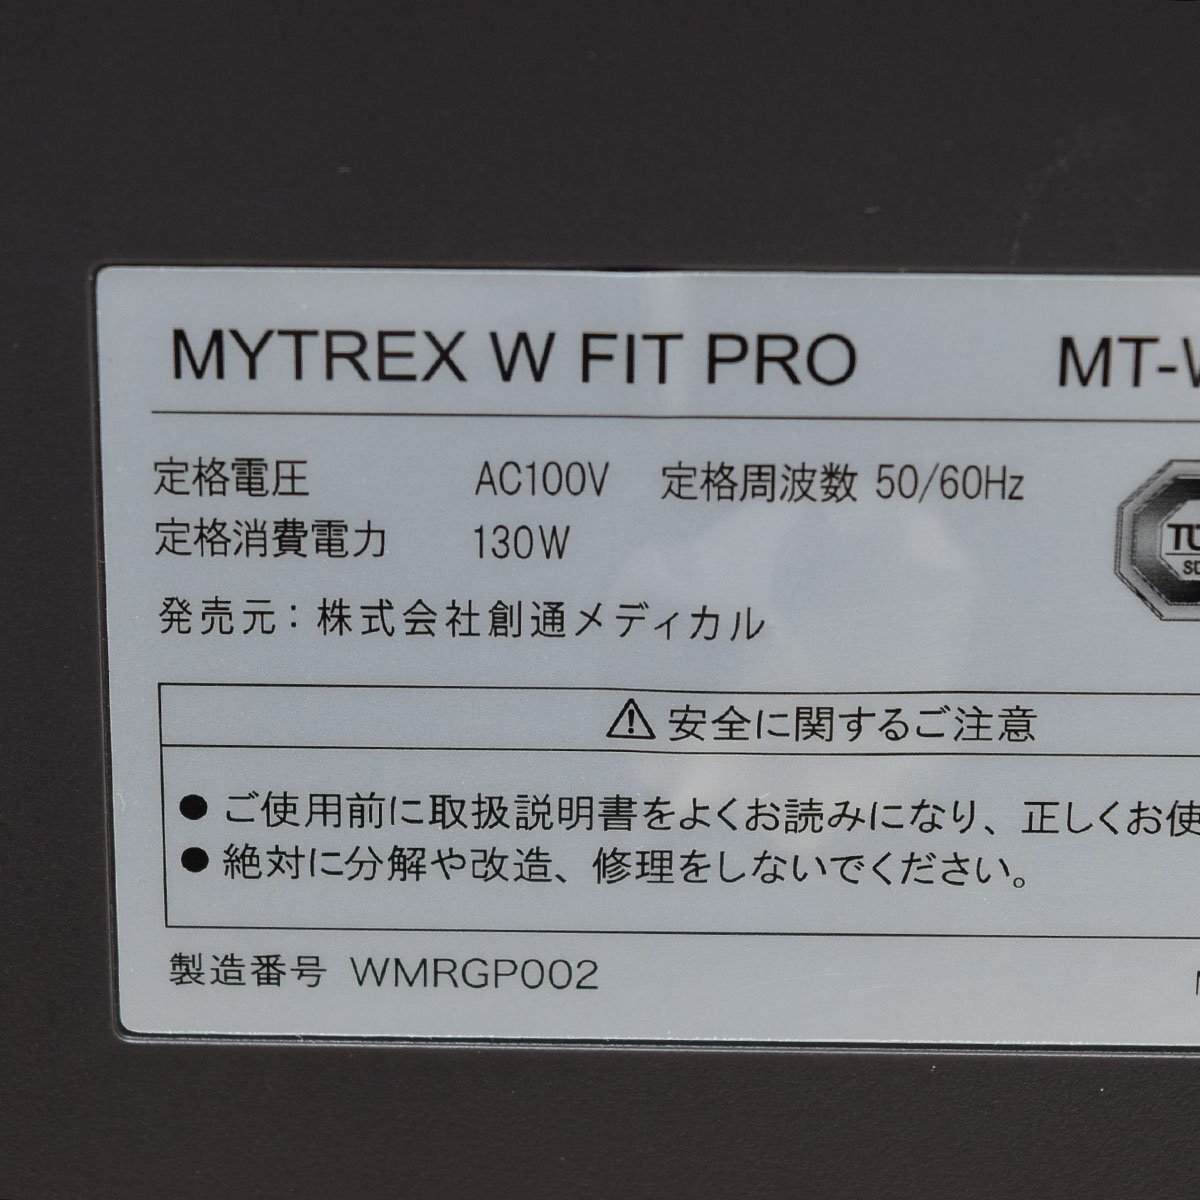 MYTREX W FIT PRO MT-W
定格電圧 AC100V 定格周波数 50/60Hz
定格消費電力 130W
発売元：株式会社創通メディカル
⚠安全に関するご注意
●ご使用前に取扱説明書をよくお読みになり、正しくお使
●絶対に分解や改造、修理をしないでください。
製造番号 WMRGP002